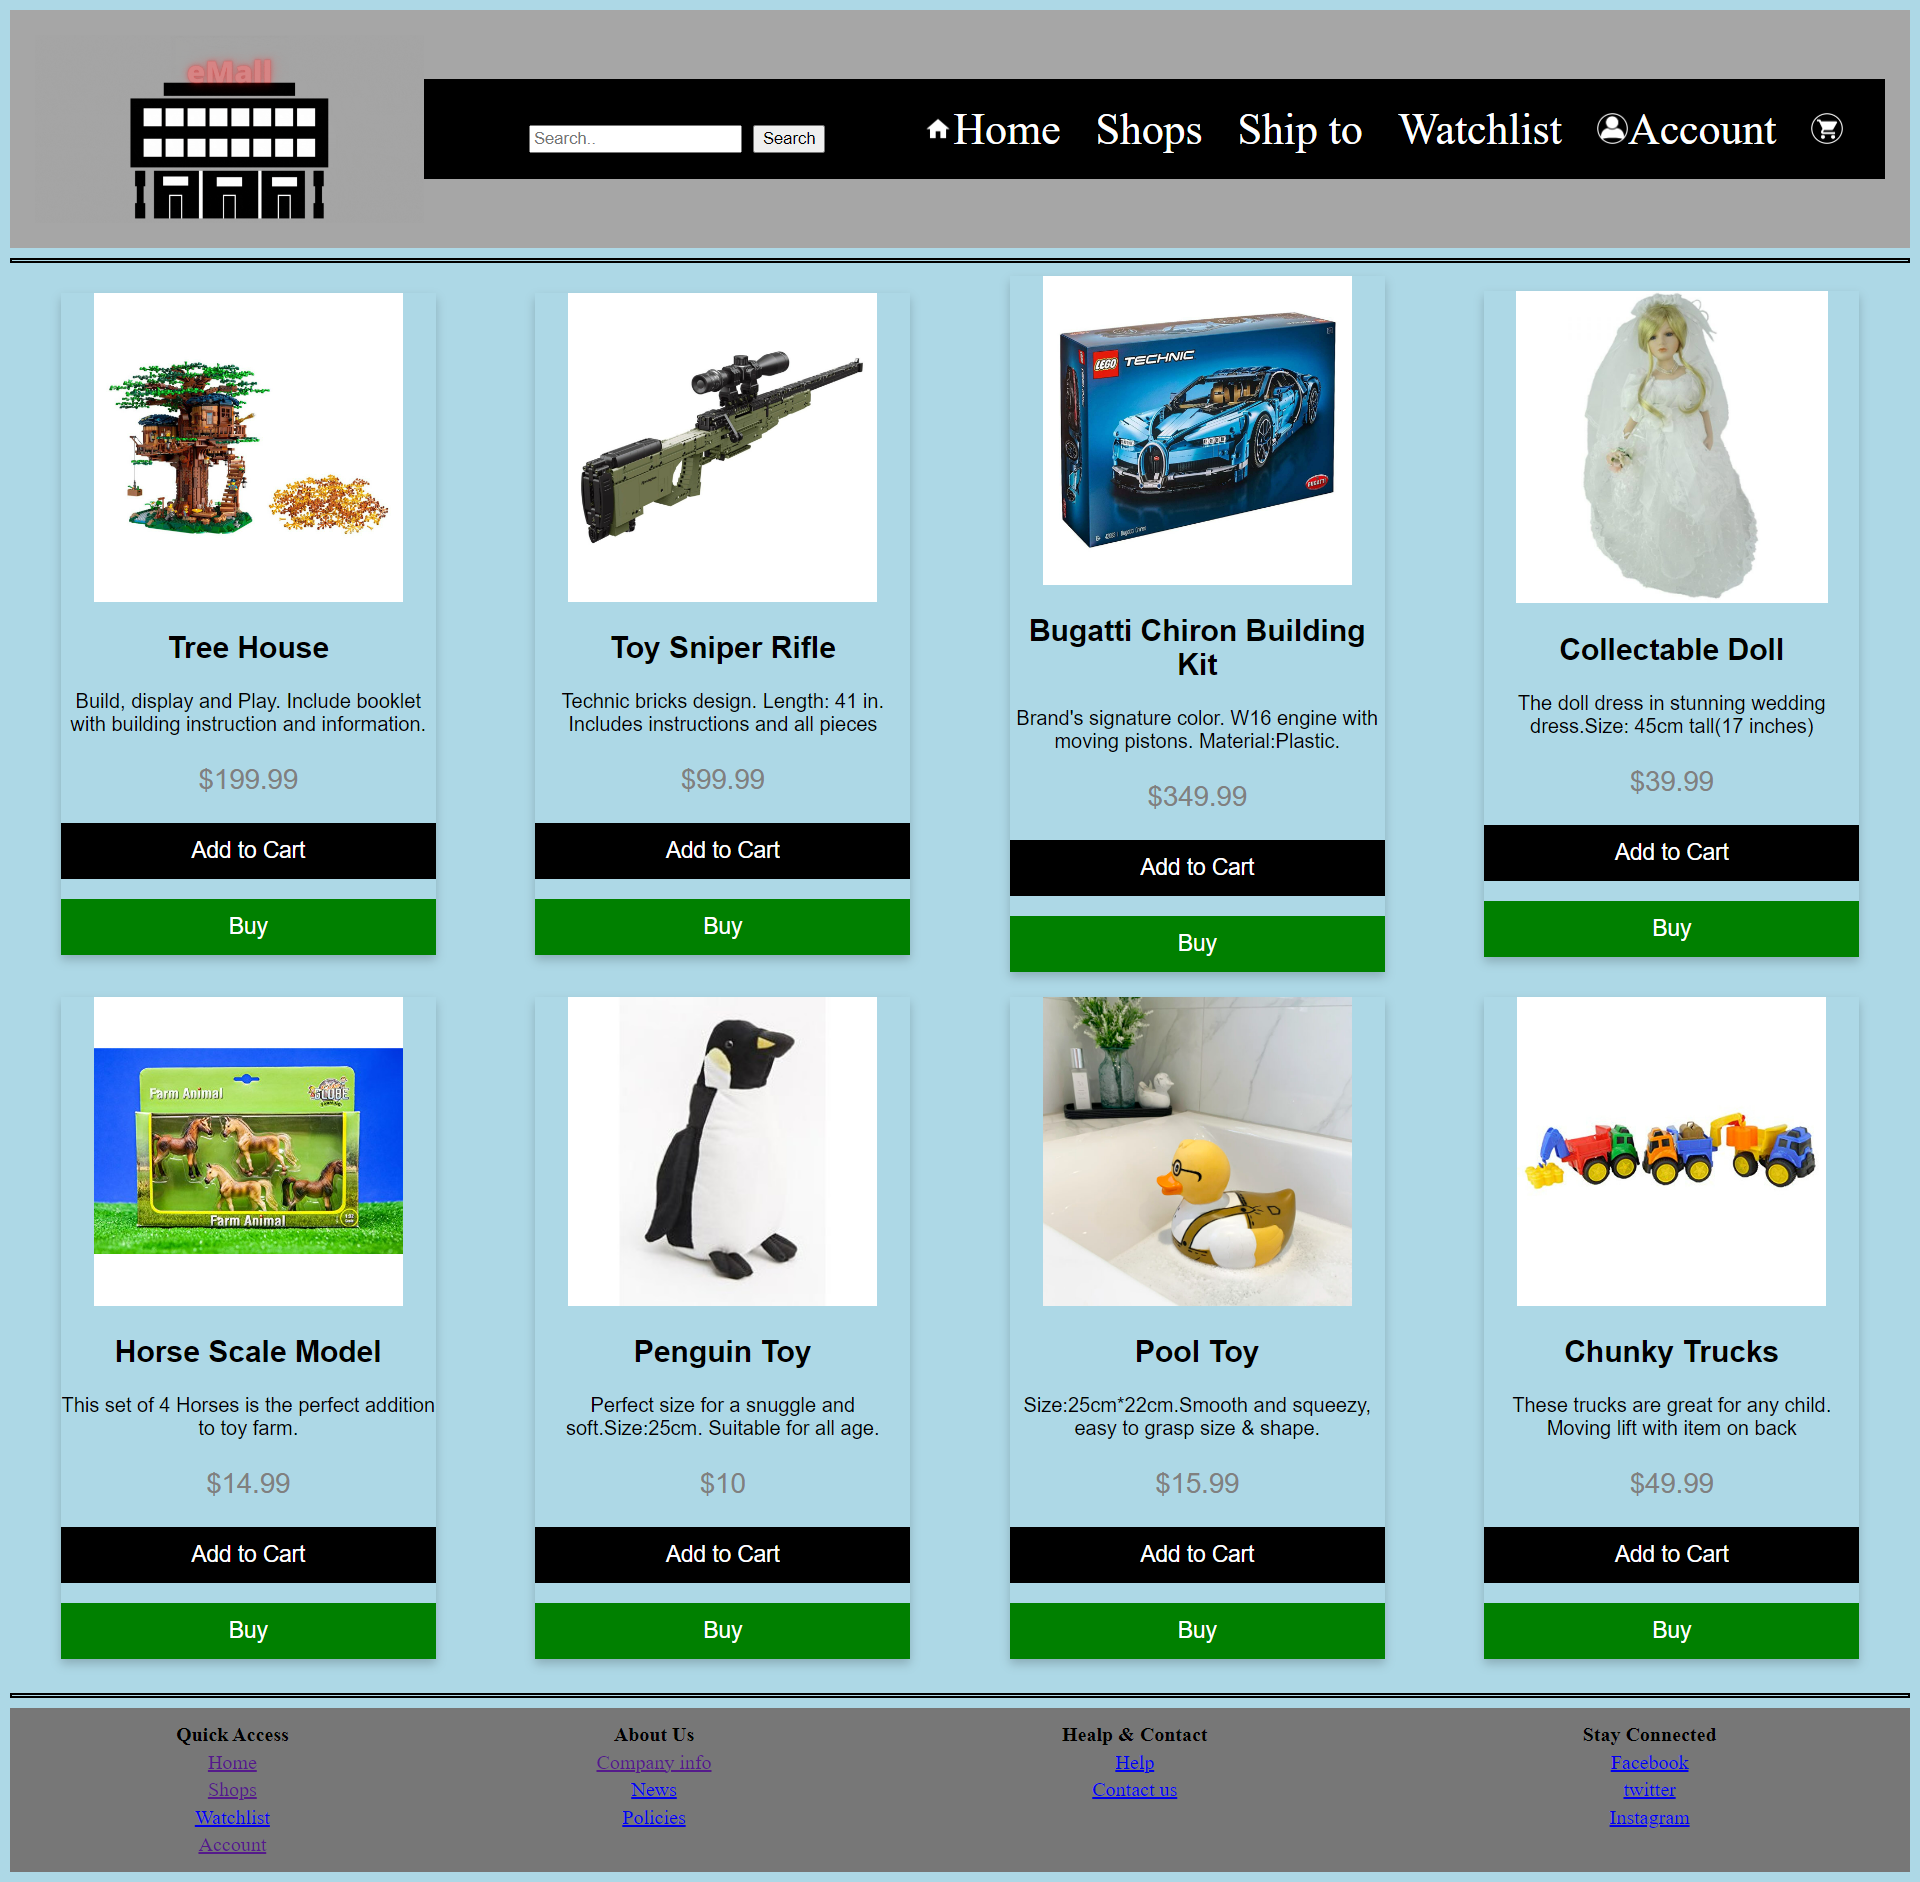 eMall
Search..
Search
Home
Shops
Ship to
Watchlist
Account
LEGO
TECHNIC
BUGATTI
Tree House
Build, display and Play. Include booklet
with building instruction and information.
$199.99
Add to Cart
Buy
Toy Sniper Rifle
Technic bricks design. Length: 41 in.
Includes instructions and all pieces
$99.99
Add to Cart
Buy
Bugatti Chiron Building
Kit
Brand's signature color. W16 engine with
moving pistons. Material:Plastic.
$349.99
Add to Cart
Buy
Collectable Doll
The doll dress in stunning wedding
dress.Size: 45cm tall(17 inches)
$39.99
Add to Cart
Buy
Farm Animal
GLOBE
Farm Animal
Horse Scale Model
This set of 4 Horses is the perfect addition
to toy farm.
$14.99
Add to Cart
Buy
Penguin Toy
Perfect size for a snuggle and
soft.Size:25cm. Suitable for all age.
$10
Add to Cart
Buy
Pool Toy
Size:25cm*22cm.Smooth and squeezy,
easy to grasp size & shape.
$15.99
Add to Cart
Buy
Chunky Trucks
These trucks are great for any child.
Moving lift with item on back
$49.99
Add to Cart
Buy
Quick Access
Home
Shops
Watchlist
Account
About Us
Company info
News
Policies
Healp & Contact
Help
Contact us
Stay Connected
Facebook
twitter
Instagram